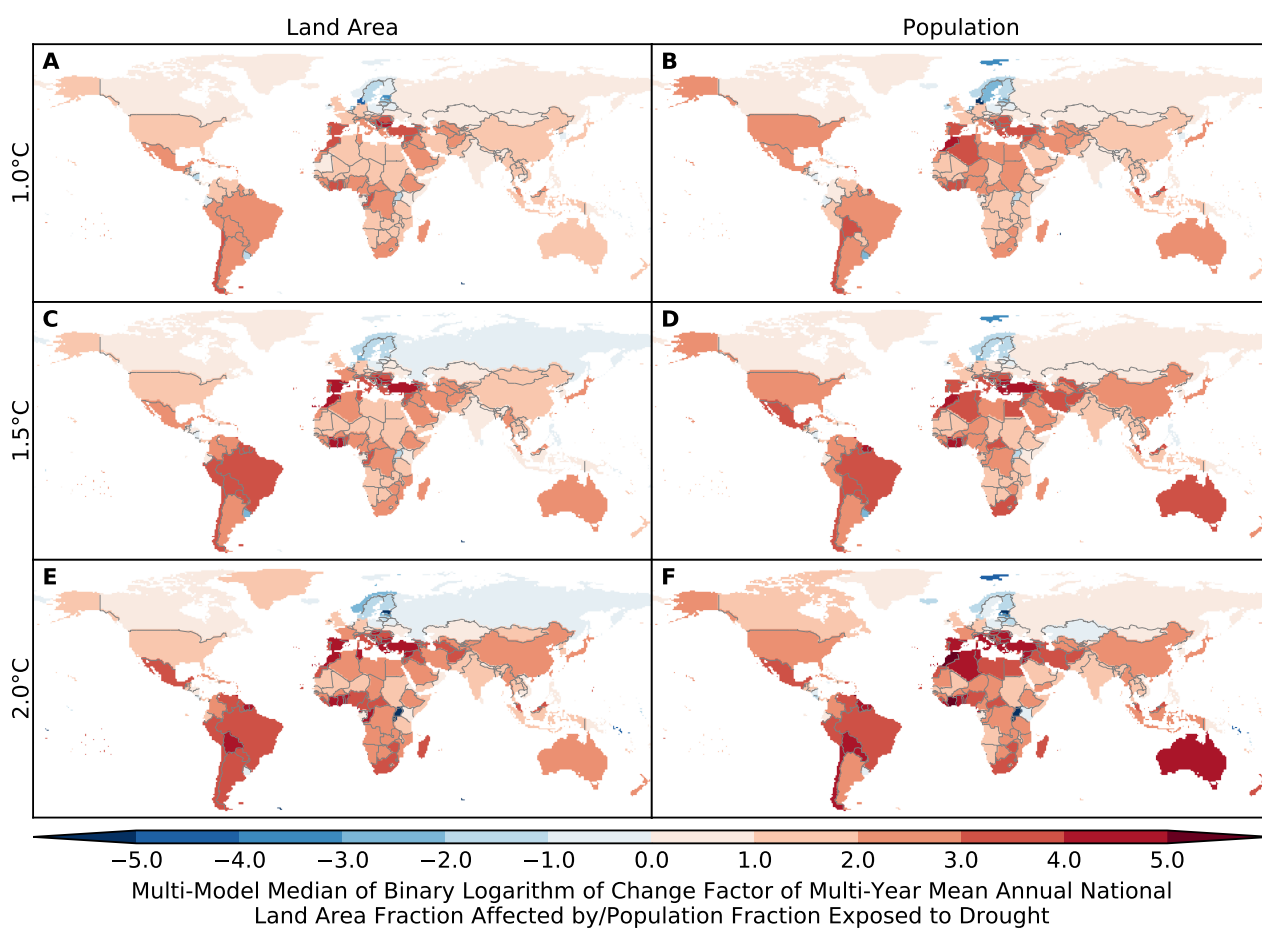 Land Area
Population
A
B
1.0°C
C
D
1.5°C
E
F
2.0°C
−5.0 −4.0 −3.0 −2.0 −1.0 0.0 1.0 2.0 3.0 4.0 5.0
Multi-Model Median of Binary Logarithm of Change Factor of Multi-Year Mean Annual National
Land Area Fraction Affected by/Population Fraction Exposed to Drought